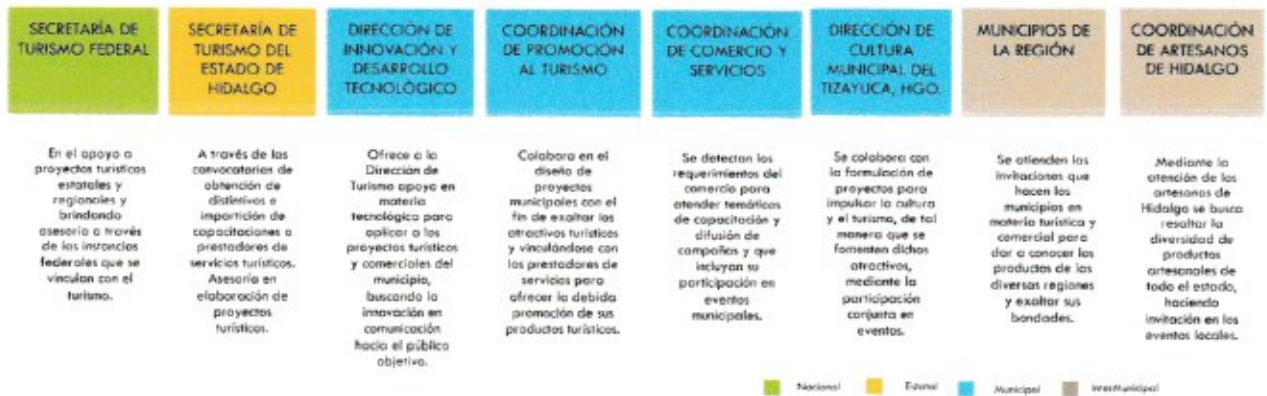 SECRETARÍA DE
TURISMO FEDERAL
SECRETARÍA DE
TURISMO DEL
ESTADO DE
HIDALGO
DIRECCIÓN DE
INNOVACIÓN Y
DESARROLLO
TECNOLÓGICO
COORDINACIÓN
DE PROMOCIÓN
AL TURISMO
COORDINACIÓN
DE COMERCIO Y
SERVICIOS
DIRECCIÓN DE
CULTURA
MUNICIPAL DEL
TIZAYUCA, HGO.
MUNICIPIOS DE
LA REGIÓN
COORDINACIÓN
DE ARTESANOS
DE HIDALGO
En el apoyo a
proyectos turísticos
estatales y
regionales y
brindando
asesoría a través
de las instancias
federales que se
vinculan con el
turismo.
A través de las
convocatorias de
obtención de
distintivos e
impartición de
capacitaciones a
prestadores de
servicios turísticos.
Asesoría en
elaboración de
proyectos
turísticos.
Ofrece a la
Dirección de
Turismo apoyo en
materia
tecnológica para
aplicar a los
proyectos turísticos
y comerciales del
municipio,
buscando la
innovación en
comunicación
hacia el público
objetivo.
Colabora en el
diseño de
proyectos
municipales con el
fin de exaltar los
atractivos turísticos
y vinculándose con
los prestadores de
servicios para
ofrecer la debida
promoción de sus
productos turísticos.
Se detectan los
requerimientos del
comercio para
atender temáticas
de capacitación y
difusión de
campañas y que
incluyan su
participación en
eventos
municipales.
Se colabora con
la formulación de
proyectos para
impulsar la cultura
y el turismo, de tal
manera que se
fomenten dichos
atractivos,
mediante la
participación
conjunta en
eventos.
Se atienden las
invitaciones que
hacen los
municipios en
materia turística y
comercial para
dar a conocer los
productos de las
diversas regiones
y exaltar sus
bondades.
Mediante la
atención de los
artesanos de
Hidalgo se busca
resaltar la
diversidad de
productos
artesanales de
todo el estado,
haciendo
invitación en los
eventos locales.
Nacional
Estatal
Municipal
InterMunicipal